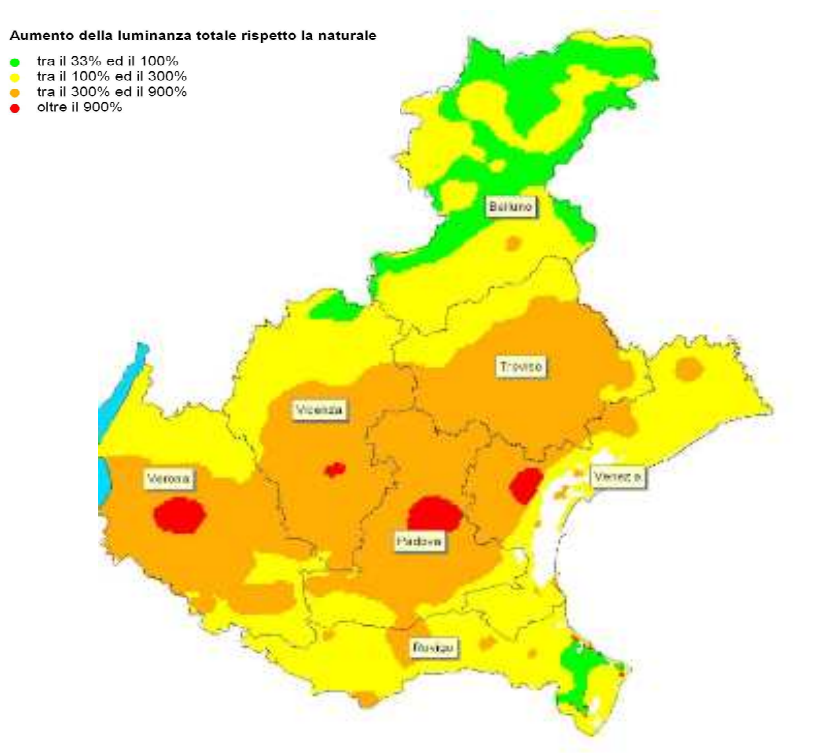 Aumento della luminanza totale rispetto la naturale
tra il 33% ed il 100%
tra il 100% ed il 300%
tra il 300% ed il 900%
oltre il 900%
Belluno
Treviso
Vicenza
Verona
Venezia
Padova
Rovigo